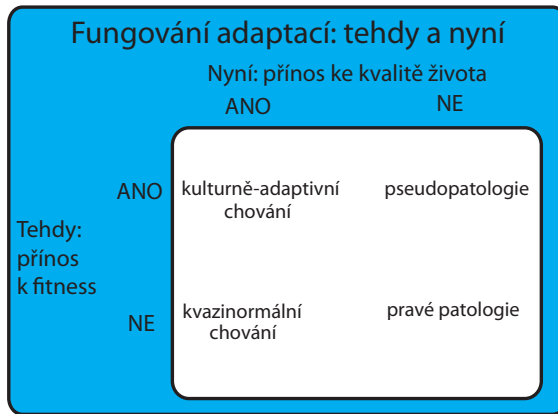 Fungování adaptací: tehdy a nyní
Nyní: přínos ke kvalitě života
ANO NE
ANO kulturně-adaptivní pseudopatologie
chování
Tehdy:
přínos
k fitness
NE kvazinormální pravé patologie
chování